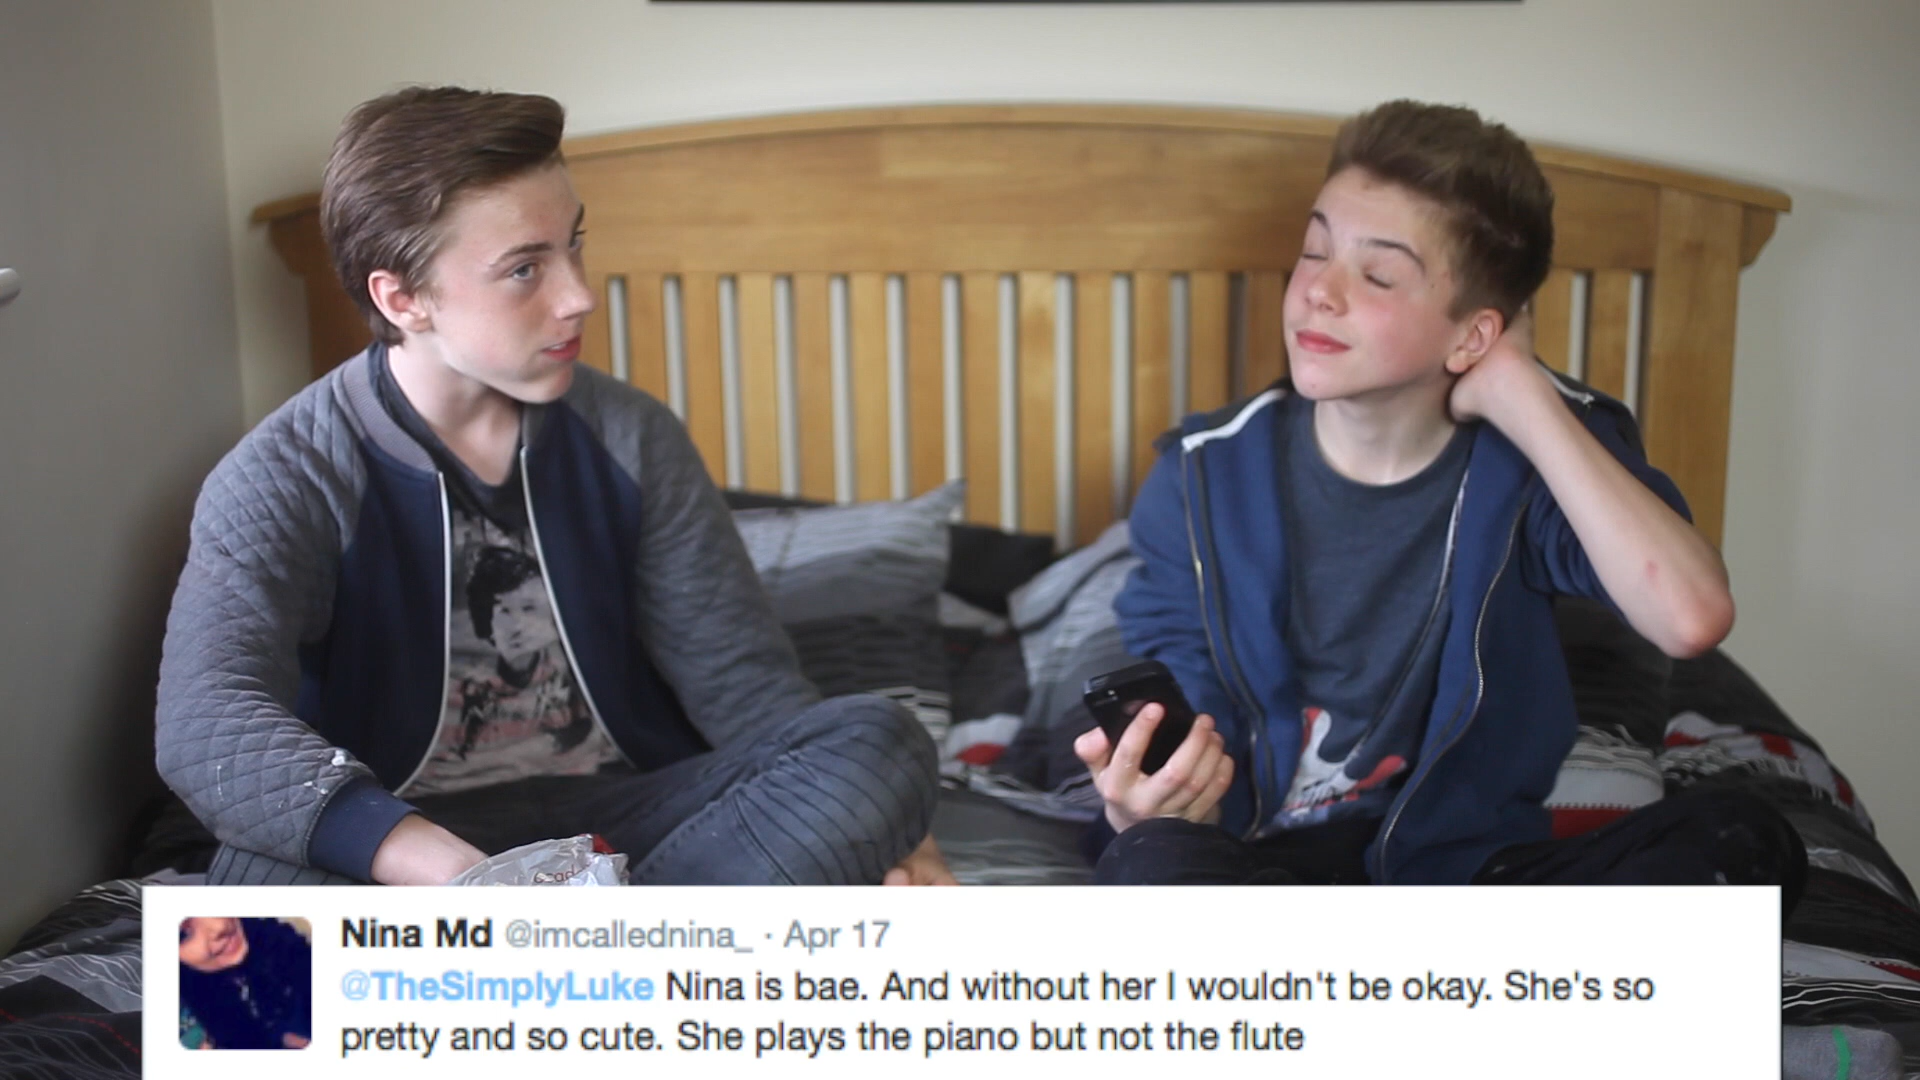 Nina Md @imcallednina_ · Apr 17
@TheSimplyLuke Nina is bae. And without her I wouldn't be okay. She's so
pretty and so cute. She plays the piano but not the flute